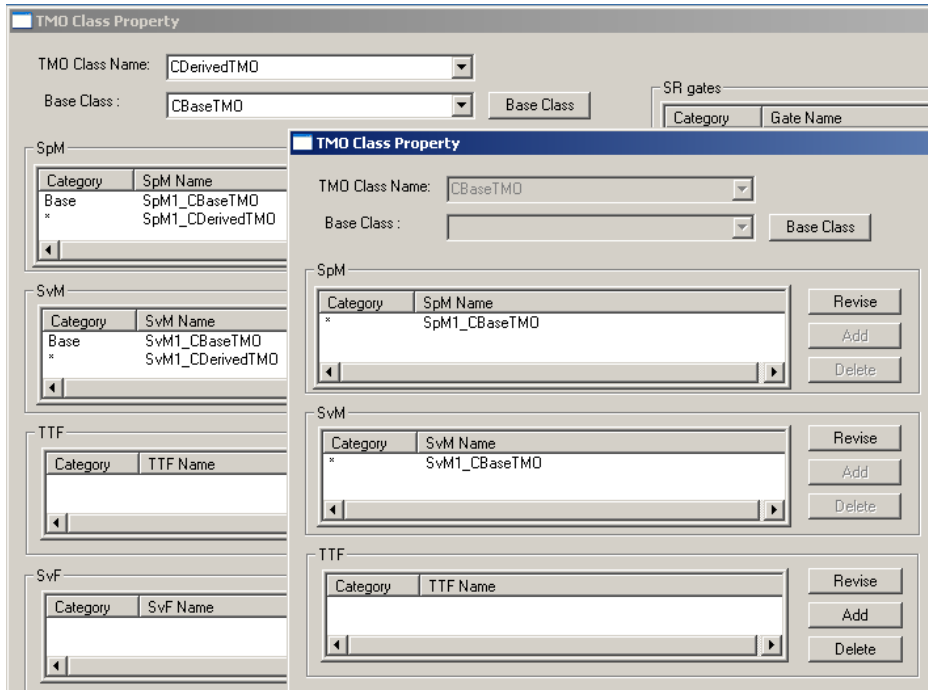 TMO Class Property
TMO Class Name: CDerivedTMO
Base Class : CBaseTMO Base Class
SR gates
Category Gate Name
SpM
Category SpM Name
Base SpM1_CBaseTMO
* SpM1_CDerivedTMO
SvM
Category SvM Name
Base SvM1_CBaseTMO
* SvM1_CDerivedTMO
TTF
Category TTF Name
SvF
Category SvF Name
TMO Class Property
TMO Class Name: CBaseTMO
Base Class : Base Class
SpM
Category SpM Name
* SpM1_CBaseTMO
Revise
Add
Delete
SvM
Category SvM Name
* SvM1_CBaseTMO
Revise
Add
Delete
TTF
Category TTF Name
Revise
Add
Delete